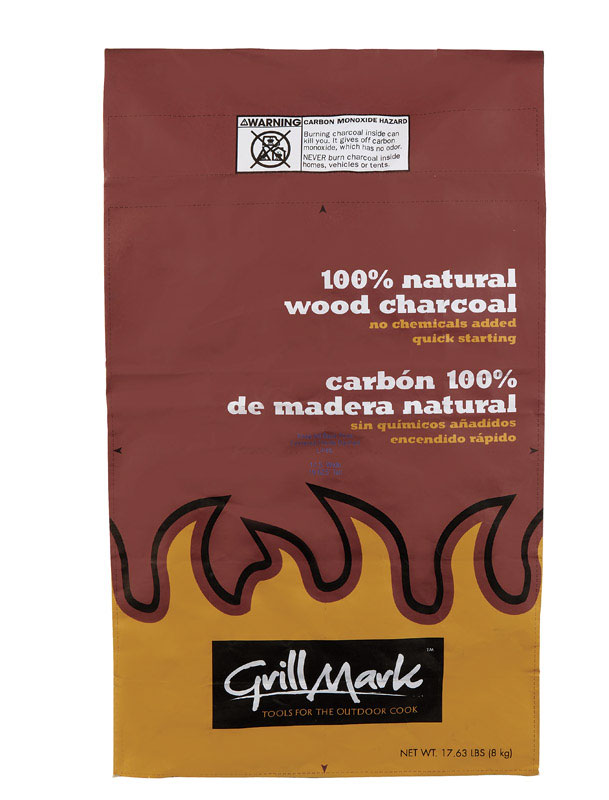 ⚠WARNING CARBON MONOXIDE HAZARD
Burning charcoal inside can
kill you. It gives off carbon
monoxide, which has no odor.
NEVER burn charcoal inside
homes, vehicles or tents.
100% natural
wood charcoal
no chemicals added
quick starting
carbón 100%
de madera natural
sin químicos añadidos
encendido rápido
GrillMark™
TOOLS FOR THE OUTDOOR COOK
NET WT. 17.63 LBS (8 kg)